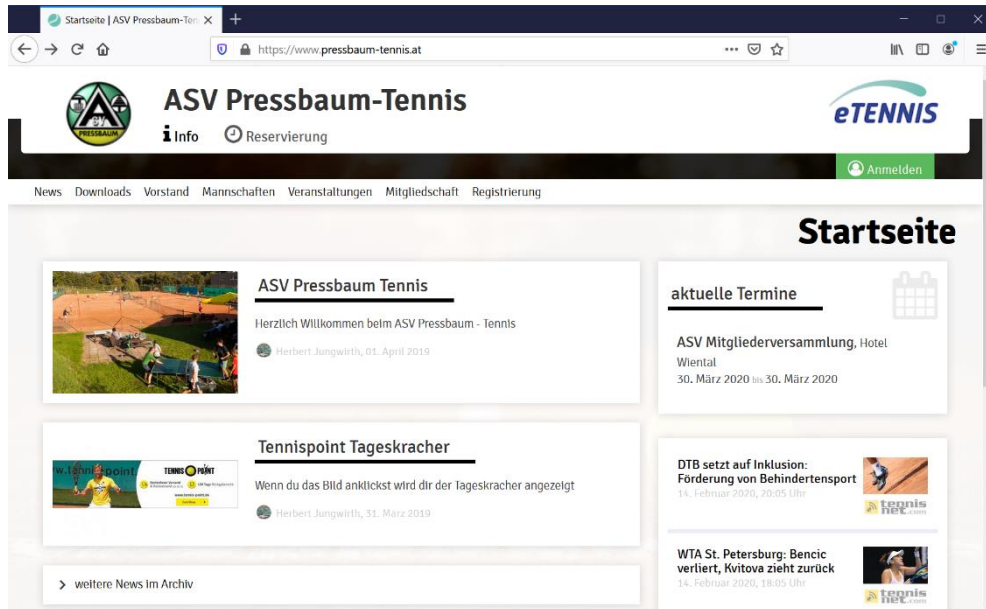 Startseite | ASV Pressbaum-Ten
https://www.pressbaum-tennis.at
ASV Pressbaum-Tennis
Info
Reservierung
eTENNIS
PRESSBAUM
Anmelden
News Downloads Vorstand Mannschaften Veranstaltungen Mitgliedschaft Registrierung
Startseite
ASV Pressbaum Tennis
Herzlich Willkommen beim ASV Pressbaum - Tennis
Herbert Jungwirth, 01. April 2019
Tennispoint Tageskracher
TENNIS POINT
Wenn du das Bild anklickst wird dir der Tageskracher angezeigt
Herbert Jungwirth, 31. März 2019
weitere News im Archiv
aktuelle Termine
ASV Mitgliederversammlung, Hotel
Wiental
30. März 2020 bis 30. März 2020
DTB setzt auf Inklusion:
Förderung von Behindertensport
14. Februar 2020, 20:05 Uhr
tennis
net.com
WTA St. Petersburg: Bencic
verliert, Kvitova zieht zurück
14. Februar 2020, 18:05 Uhr
tennis
net.com